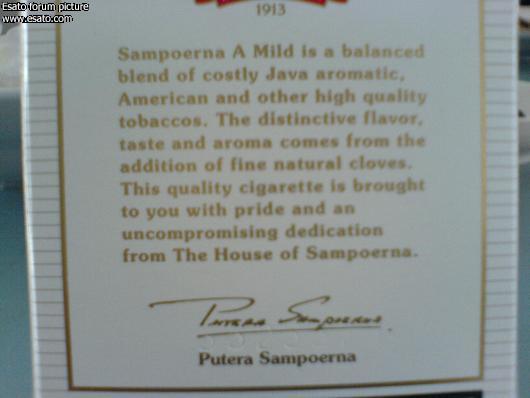 Esato forum picture
www.esato.com
1913
Sampoerna A Mild is a balanced
blend of costly Java aromatic,
American and other high quality
tobaccos. The distinctive flavor,
taste and aroma comes from the
addition of fine natural cloves.
This quality cigarette is brought
to you with pride and an
uncompromising dedication
from The House of Sampoerna.
Putera Sampoerna
Putera Sampoerna